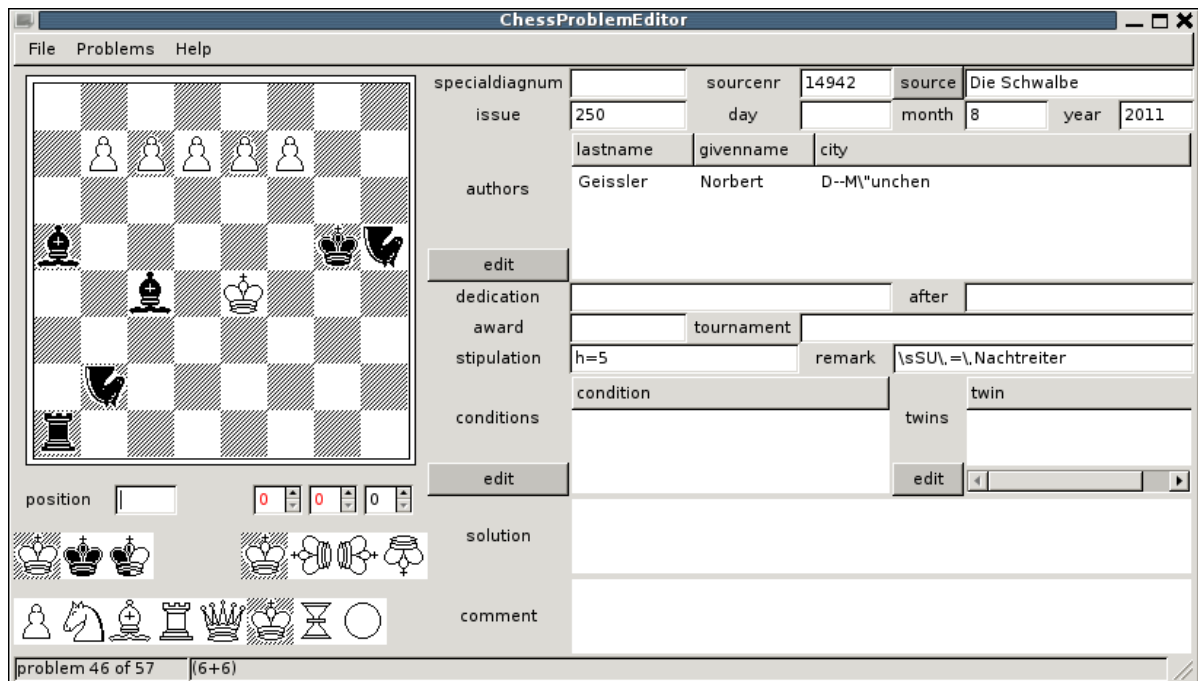 ChessProblemEditor
File Problems Help
specialdiagnum sourcenr 14942 source Die Schwalbe
issue 250 day month 8 year 2011
lastname givenname city
authors Geissler Norbert D--M\"unchen
edit
dedication after
award tournament
stipulation h=5 remark \sSU\,=\,Nachtreiter
condition twin
conditions twins
edit edit
position 0 0 0
solution
comment
problem 46 of 57 (6+6)